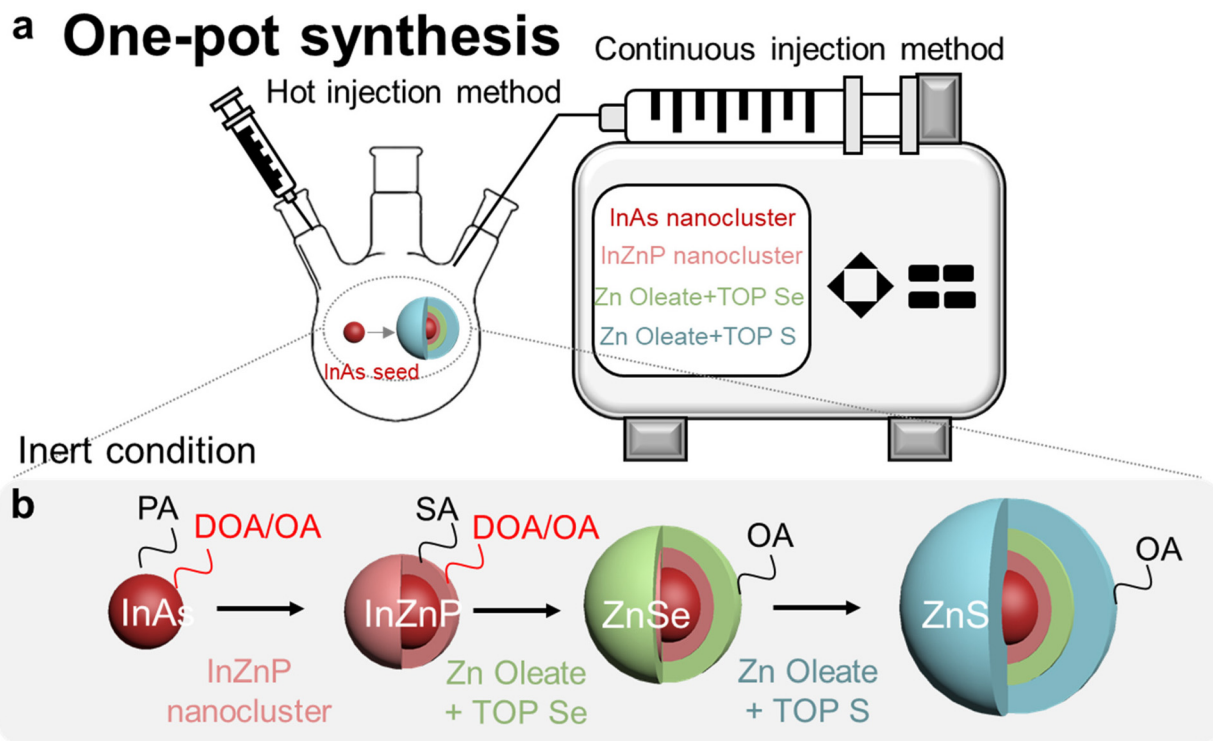 a One-pot synthesis
Hot injection method
Continuous injection method
InAs nanocluster
InZnP nanocluster
Zn Oleate+TOP Se
Zn Oleate+TOP S
InAs seed
Inert condition
b
PA
DOA/OA
SA
DOA/OA
OA
OA
InAs
InZnP
ZnSe
ZnS
InZnP
nanocluster
Zn Oleate
+ TOP Se
Zn Oleate
+ TOP S